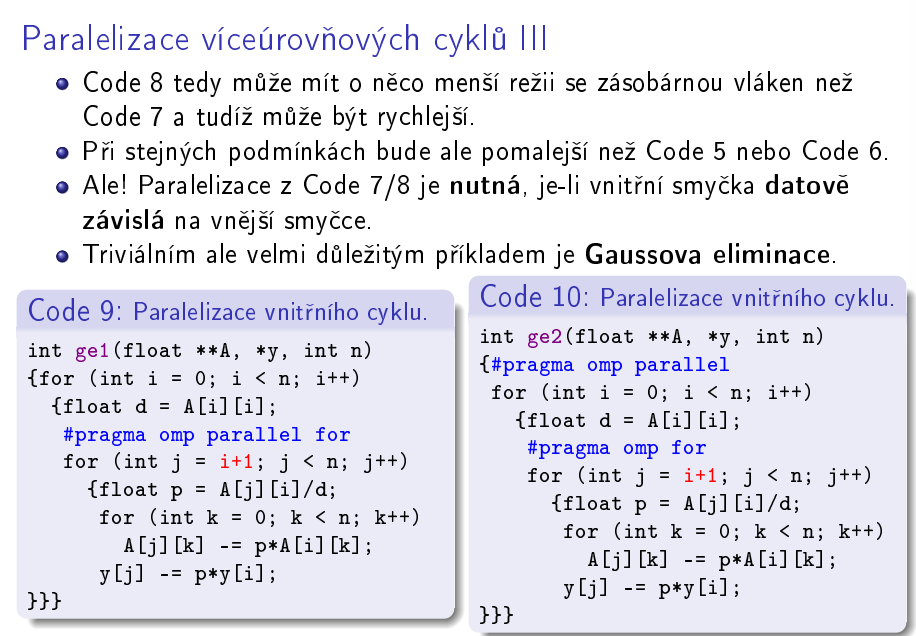 Paralelizace víceúrovňových cyklů III
Code 8 tedy může mít o něco menší režii se zásobárnou vláken než
Code 7 a tudíž může být rychlejší.
Při stejných podmínkách bude ale pomalejší než Code 5 nebo Code 6.
Ale! Paralelizace z Code 7/8 je nutná, je-li vnitřní smyčka datově
závislá na vnější smyčce.
Triviálním ale velmi důležitým příkladem je Gaussova eliminace.
Code 9: Paralelizace vnitřního cyklu.
int ge1(float **A, *y, int n)
{for (int i = 0; i < n; i++)
{float d = A[i][i];
#pragma omp parallel for
for (int j = i+1; j < n; j++)
{float p = A[j][i]/d;
for (int k = 0; k < n; k++)
A[j][k] -= p*A[i][k];
y[j] -= p*y[i];
}}}
Code 10: Paralelizace vnitřního cyklu.
int ge2(float **A, *y, int n)
{#pragma omp parallel
for (int i = 0; i < n; i++)
{float d = A[i][i];
#pragma omp for
for (int j = i+1; j < n; j++)
{float p = A[j][i]/d;
for (int k = 0; k < n; k++)
A[j][k] -= p*A[i][k];
y[j] -= p*y[i];
}}}